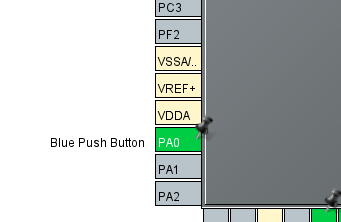 PC3
PF2
VSSA/..
VREF+
VDDA
Blue Push Button PA0
PA1
PA2